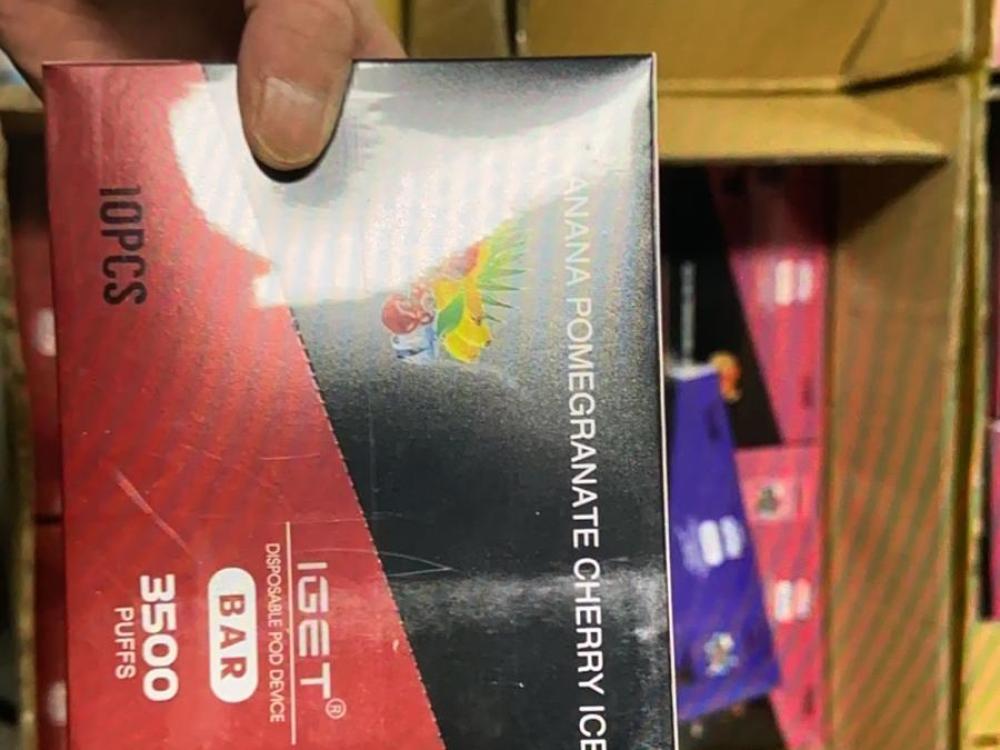 ANANA POMEGRANATE CHERRY ICE
IGET®
DISPOSABLE POD DEVICE
BAR
3500
PUFFS
10PCS